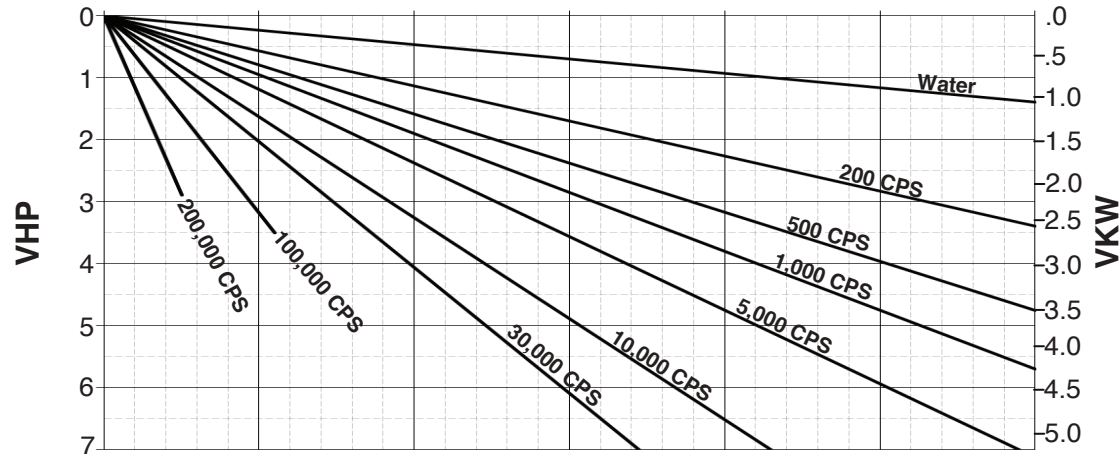 VHP
0
1
2
3
4
5
6
7
Water
200 CPS
500 CPS
1,000 CPS
5,000 CPS
10,000 CPS
30,000 CPS
100,000 CPS
200,000 CPS
.0
.5
1.0
1.5
2.0
2.5
3.0
3.5
4.0
4.5
5.0
VKW